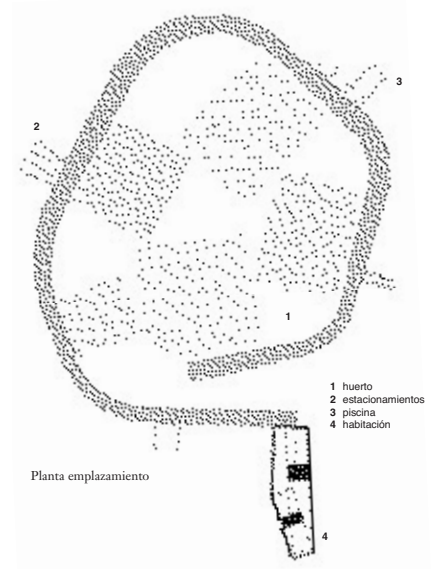 3
2
1
1 huerto
2 estacionamientos
3 piscina
4 habitación
Planta emplazamiento
4